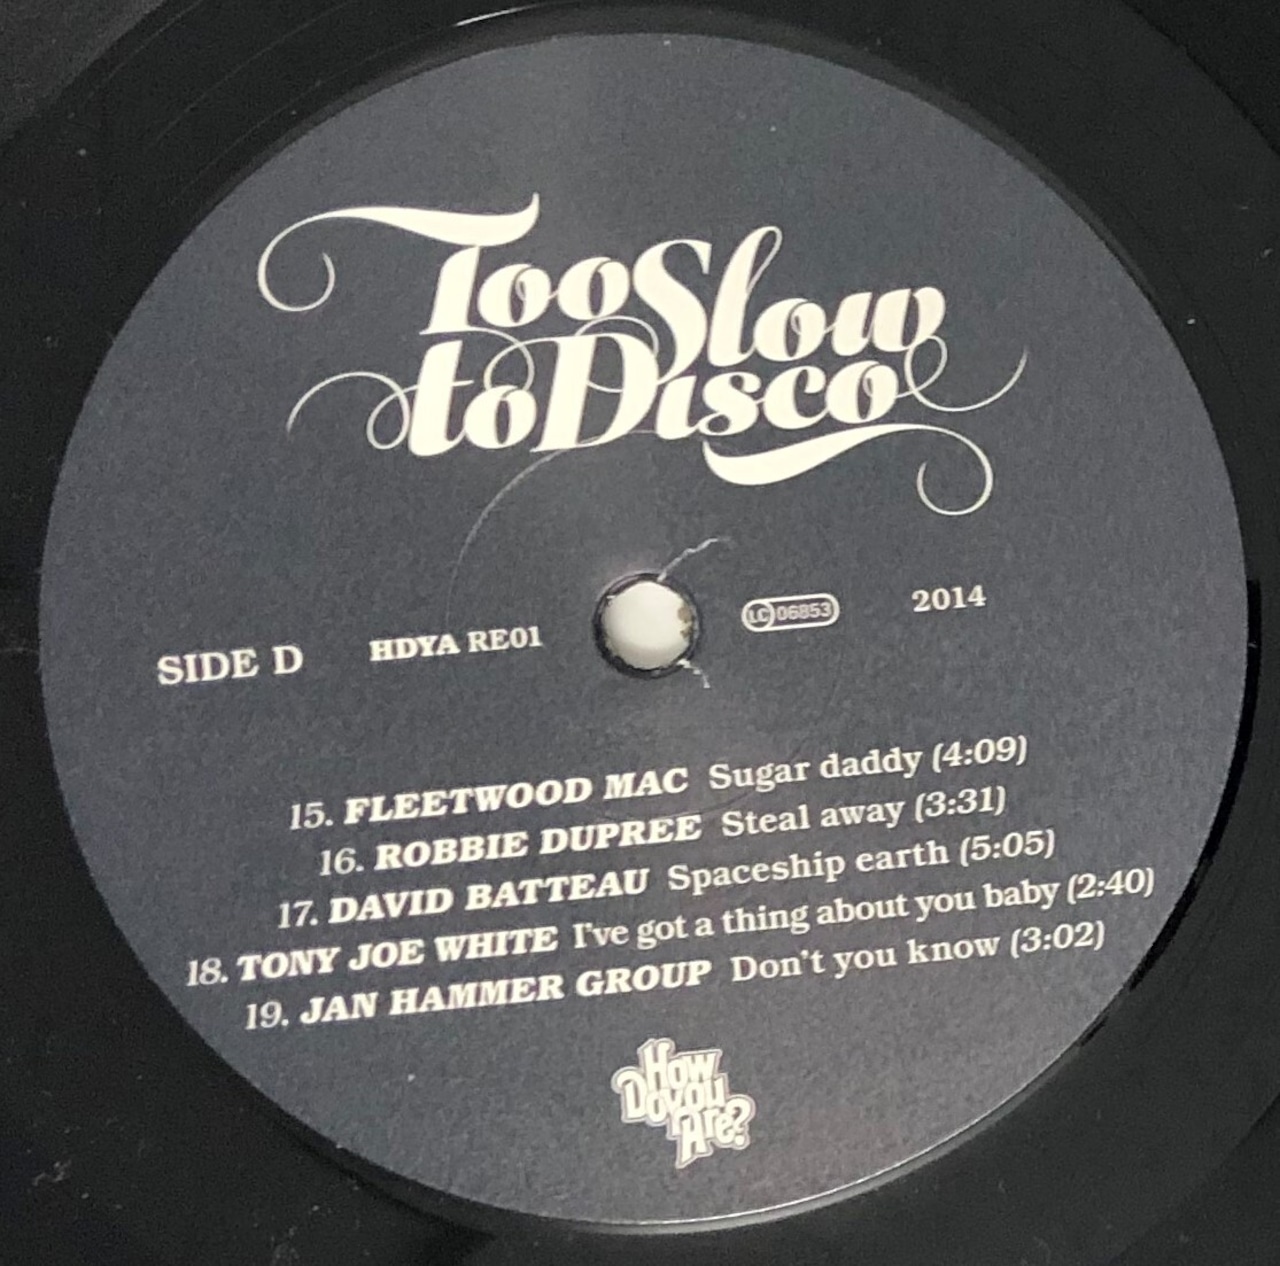 Too Slow
to Disco
SIDE D HDYA RE01 LC 06853 2014
15. FLEETWOOD MAC Sugar daddy (4:09)
16. ROBBIE DUPREE Steal away (3:31)
17. DAVID BATTEAU Spaceship earth (5:05)
18. TONY JOE WHITE I've got a thing about you baby (2:40)
19. JAN HAMMER GROUP Don't you know (3:02)
How
Do you
Are?